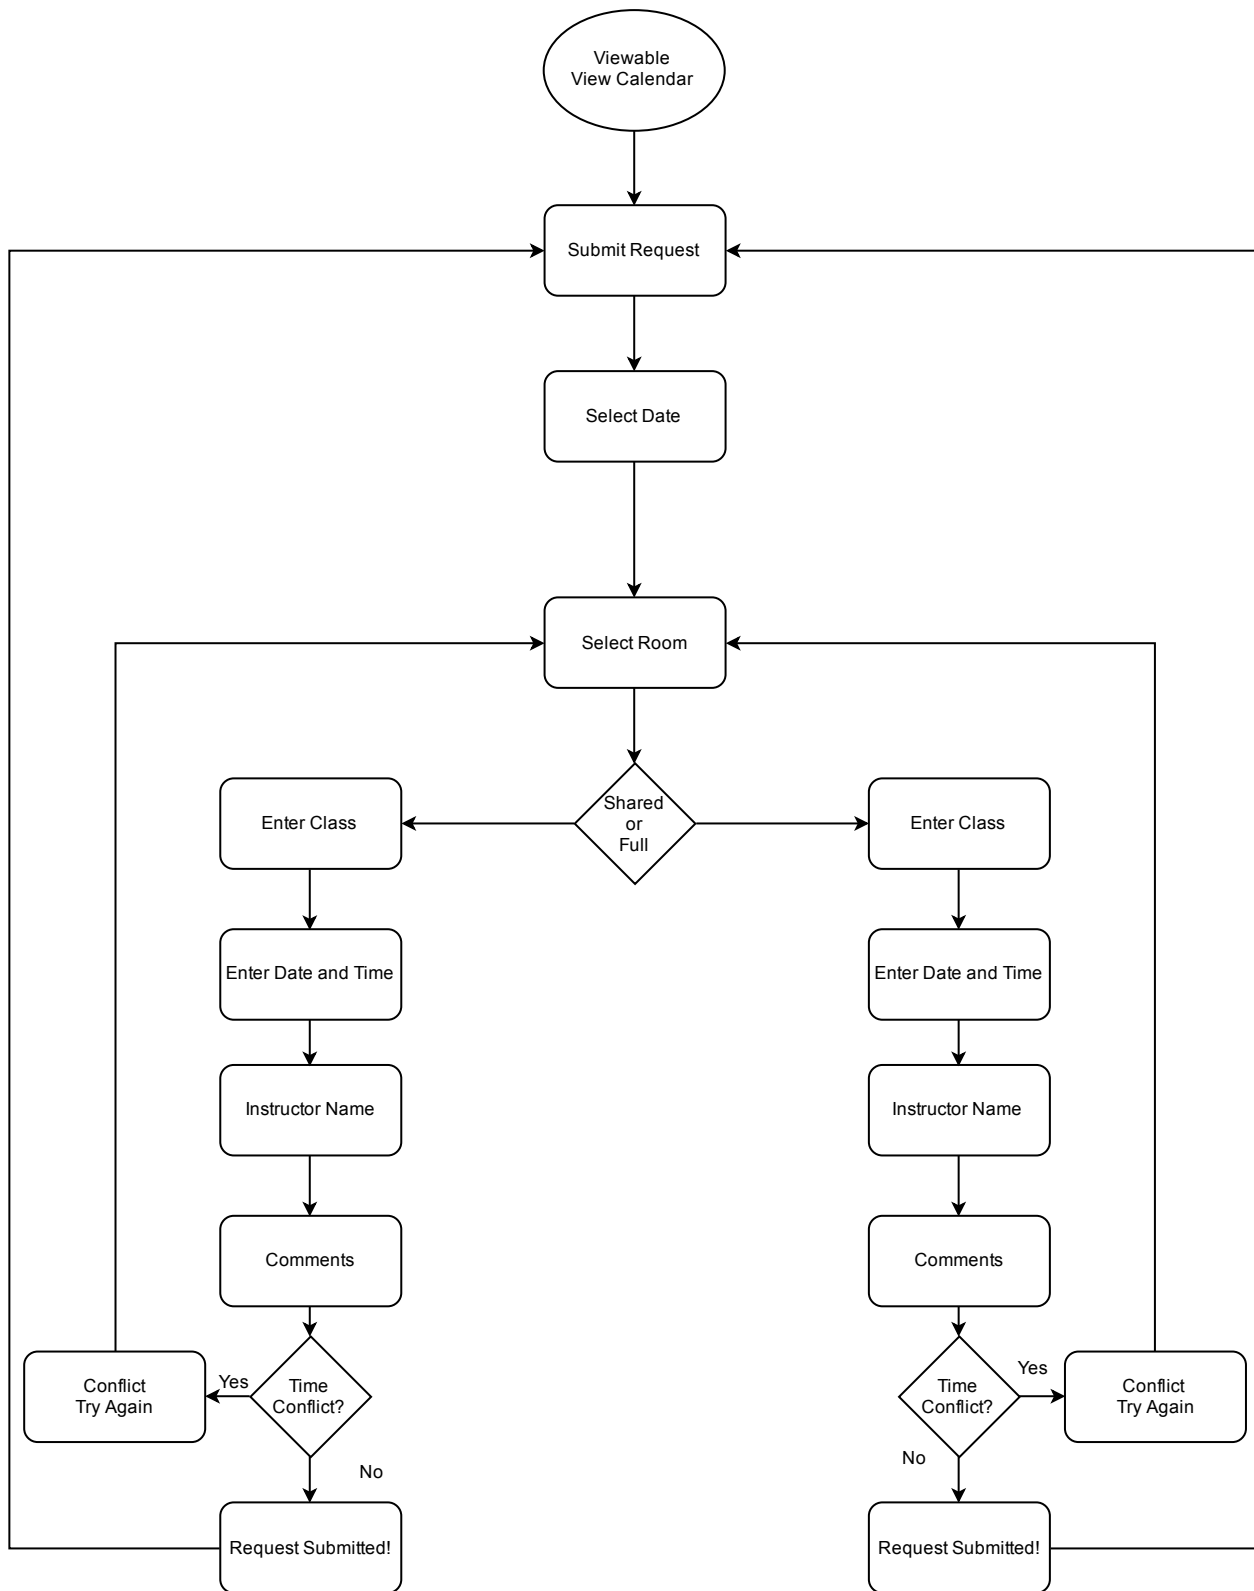 Viewable
View Calendar
Submit Request
Select Date
Select Room
Shared
or
Full
Enter Class
Enter Class
Enter Date and Time
Enter Date and Time
Instructor Name
Instructor Name
Comments
Comments
Conflict
Try Again
Yes
Time
Conflict?
Time
Conflict?
Yes
Conflict
Try Again
No
No
Request Submitted!
Request Submitted!